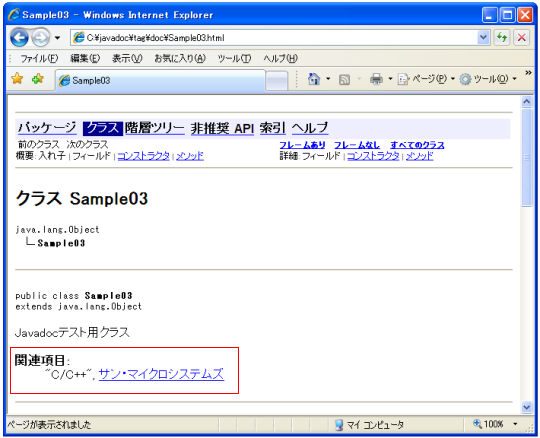 Sample03 - Windows Internet Explorer
C:¥javadoc¥tag¥doc¥Sample03.html
ファイル(F) 編集(E) 表示(V) お気に入り(A) ツール(T) ヘルプ(H)
Sample03 ページ(P) ツール(O) »
パッケージ クラス 階層ツリー 非推奨 API 索引 ヘルプ
前のクラス 次のクラス フレームあり フレームなし すべてのクラス
概要: 入れ子 | フィールド | コンストラクタ | メソッド 詳細: フィールド | コンストラクタ | メソッド
クラス Sample03
java.lang.Object
Sample03
public class Sample03
extends java.lang.Object
Javadocテスト用クラス
関連項目:
"C/C++", サン・マイクロシステムズ
ページが表示されました マイ コンピュータ 100%